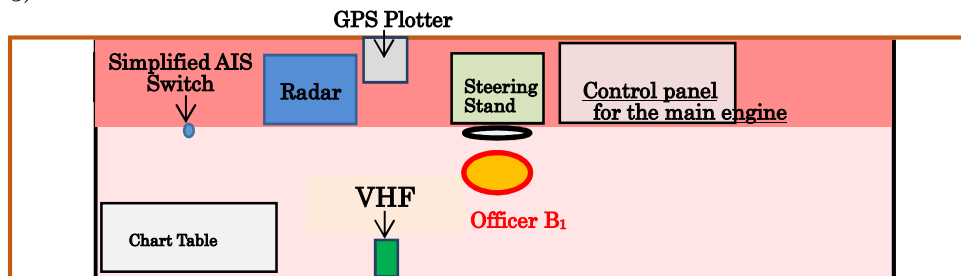 GPS Plotter
Simplified AIS
Switch
Radar
Steering
Stand
Control panel
for the main engine
VHF
Officer B₁
Chart Table